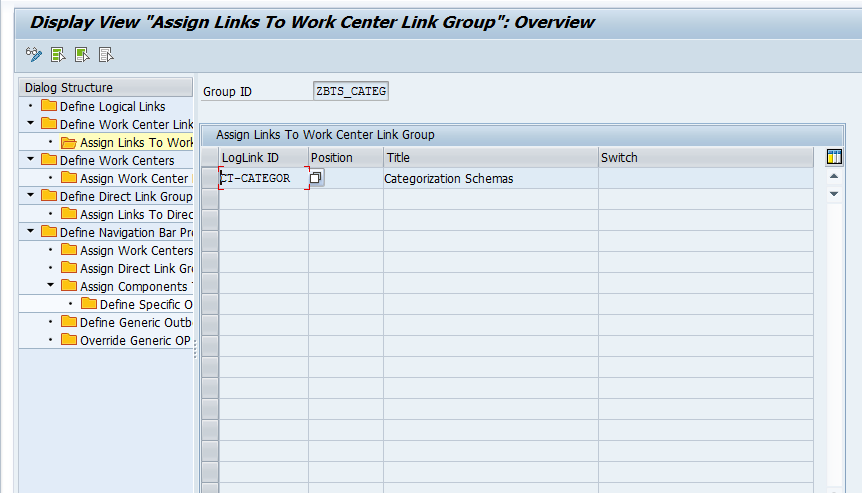 Display View "Assign Links To Work Center Link Group": Overview
Dialog Structure
Define Logical Links
Define Work Center Link
Assign Links To Work
Define Work Centers
Assign Work Center
Define Direct Link Group
Assign Links To Direc
Define Navigation Bar Pr
Assign Work Centers
Assign Direct Link Gr
Assign Components
Define Specific O
Define Generic Outb
Override Generic OP
Group ID ZBTS_CATEG
Assign Links To Work Center Link Group
LogLink ID Position Title Switch
CT-CATEGOR Categorization Schemas